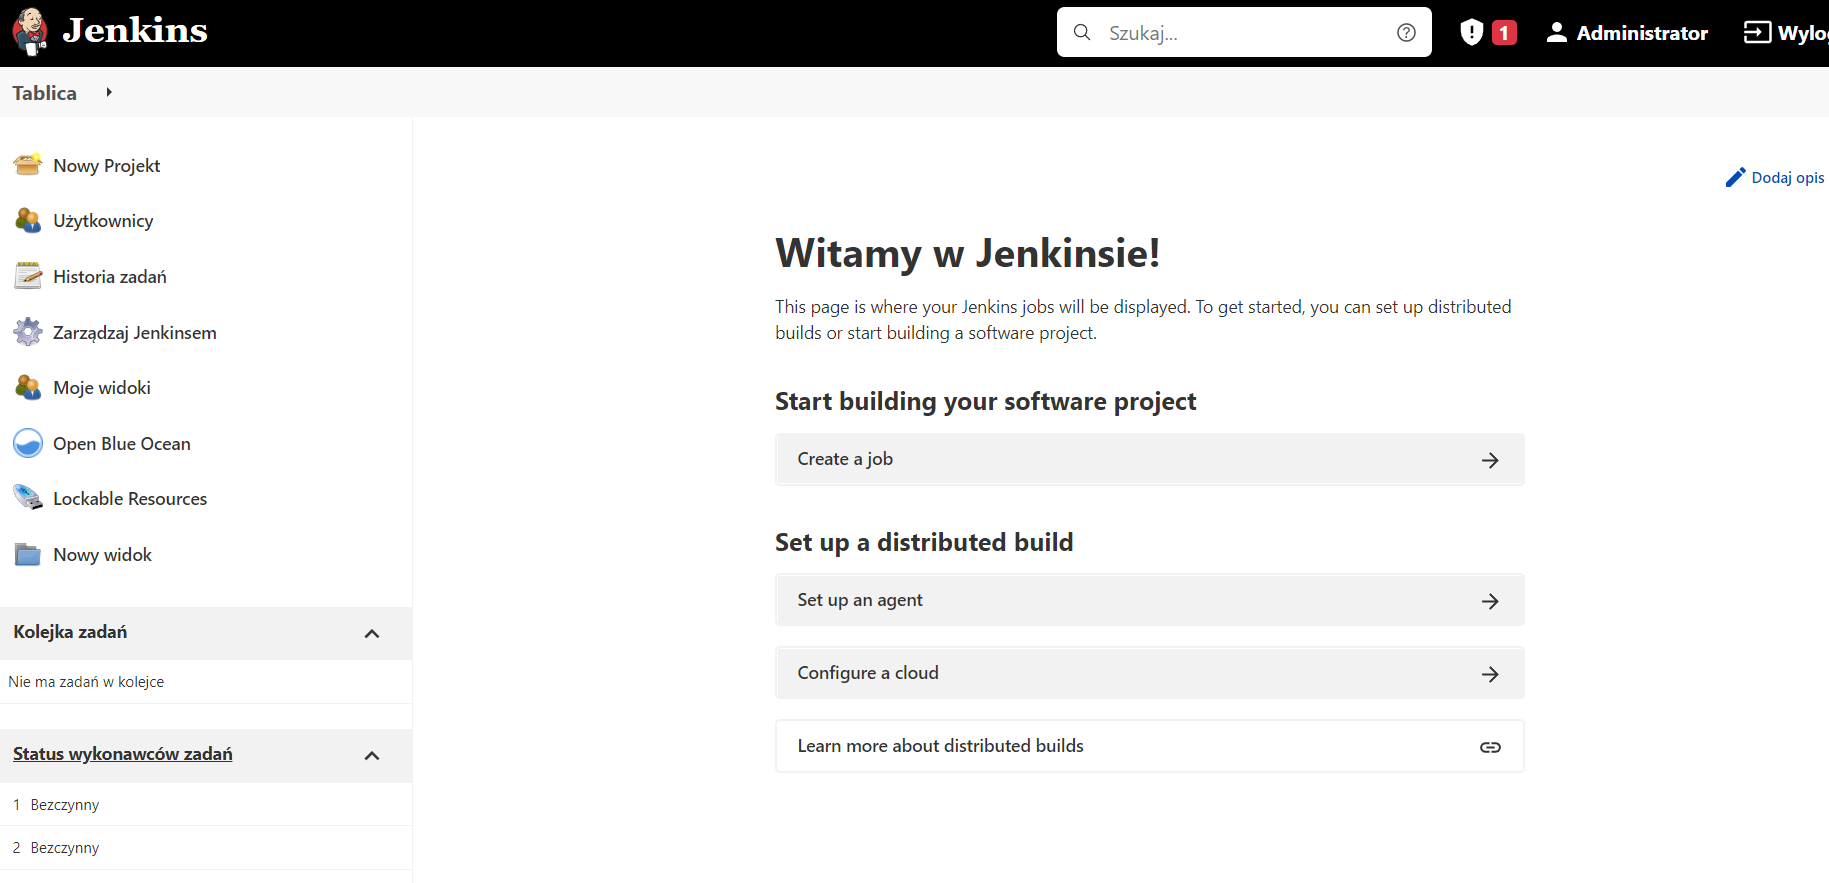 Jenkins
Szukaj...
1
Administrator
Wylo
Tablica
Nowy Projekt
Użytkownicy
Historia zadań
Zarządzaj Jenkinsem
Moje widoki
Open Blue Ocean
Lockable Resources
Nowy widok
Kolejka zadań
Nie ma zadań w kolejce
Status wykonawców zadań
1 Bezczynny
2 Bezczynny
Dodaj opis
Witamy w Jenkinsie!
This page is where your Jenkins jobs will be displayed. To get started, you can set up distributed
builds or start building a software project.
Start building your software project
Create a job
Set up a distributed build
Set up an agent
Configure a cloud
Learn more about distributed builds